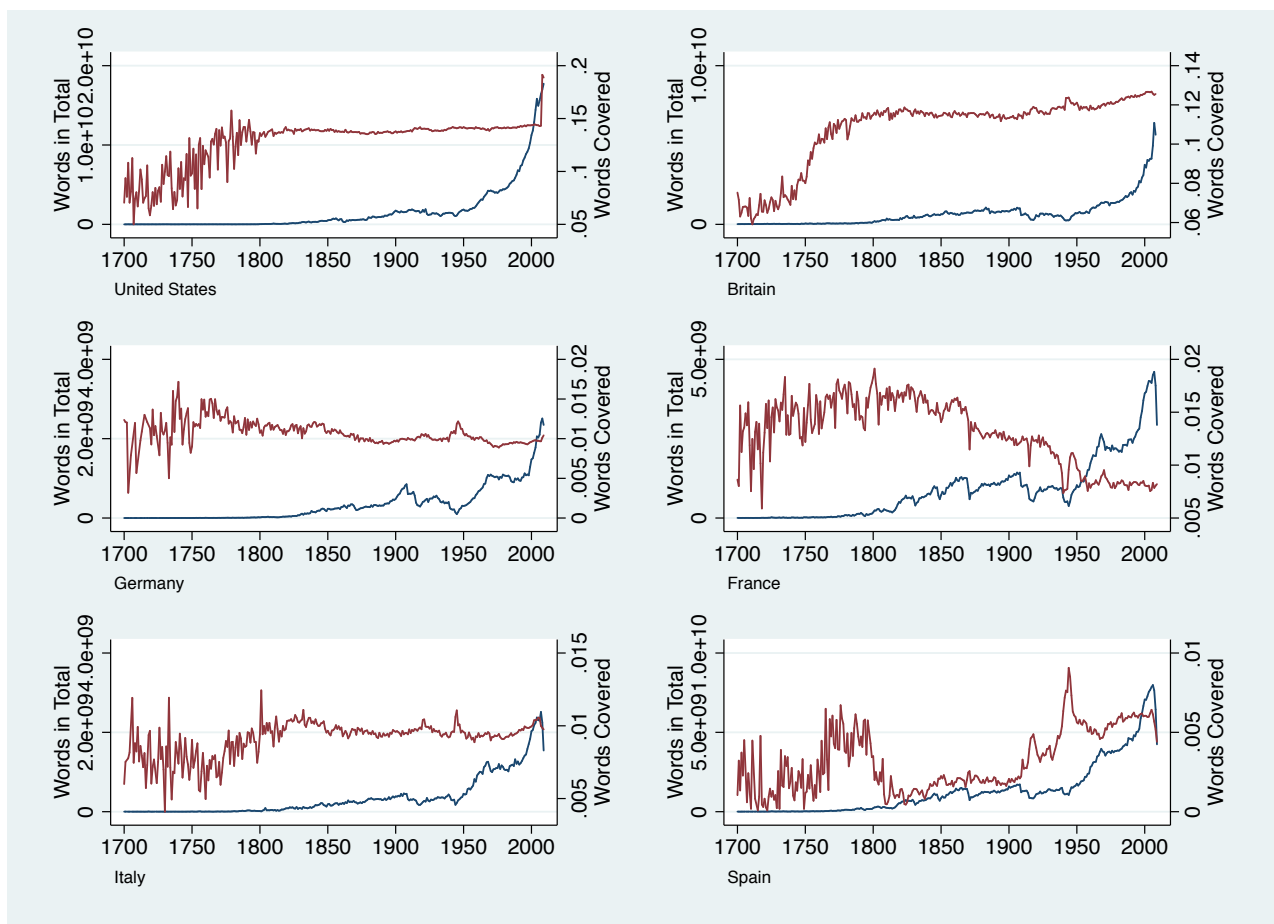 Words in Total
0 1.0e+10 2.0e+10
Words Covered
.05 .1 .15 .2
1700 1750 1800 1850 1900 1950 2000
United States
Words in Total
0 1.0e+10
Words Covered
.06 .08 .1 .12 .14
1700 1750 1800 1850 1900 1950 2000
Britain
Words in Total
0 2.0e+09 4.0e+09
Words Covered
0 .005 .01 .015 .02
1700 1750 1800 1850 1900 1950 2000
Germany
Words in Total
0 5.0e+09
Words Covered
.005 .01 .015 .02
1700 1750 1800 1850 1900 1950 2000
France
Words in Total
0 2.0e+09 4.0e+09
Words Covered
.005 .01 .015
1700 1750 1800 1850 1900 1950 2000
Italy
Words in Total
0 5.0e+09 1.0e+10
Words Covered
0 .005 .01
1700 1750 1800 1850 1900 1950 2000
Spain